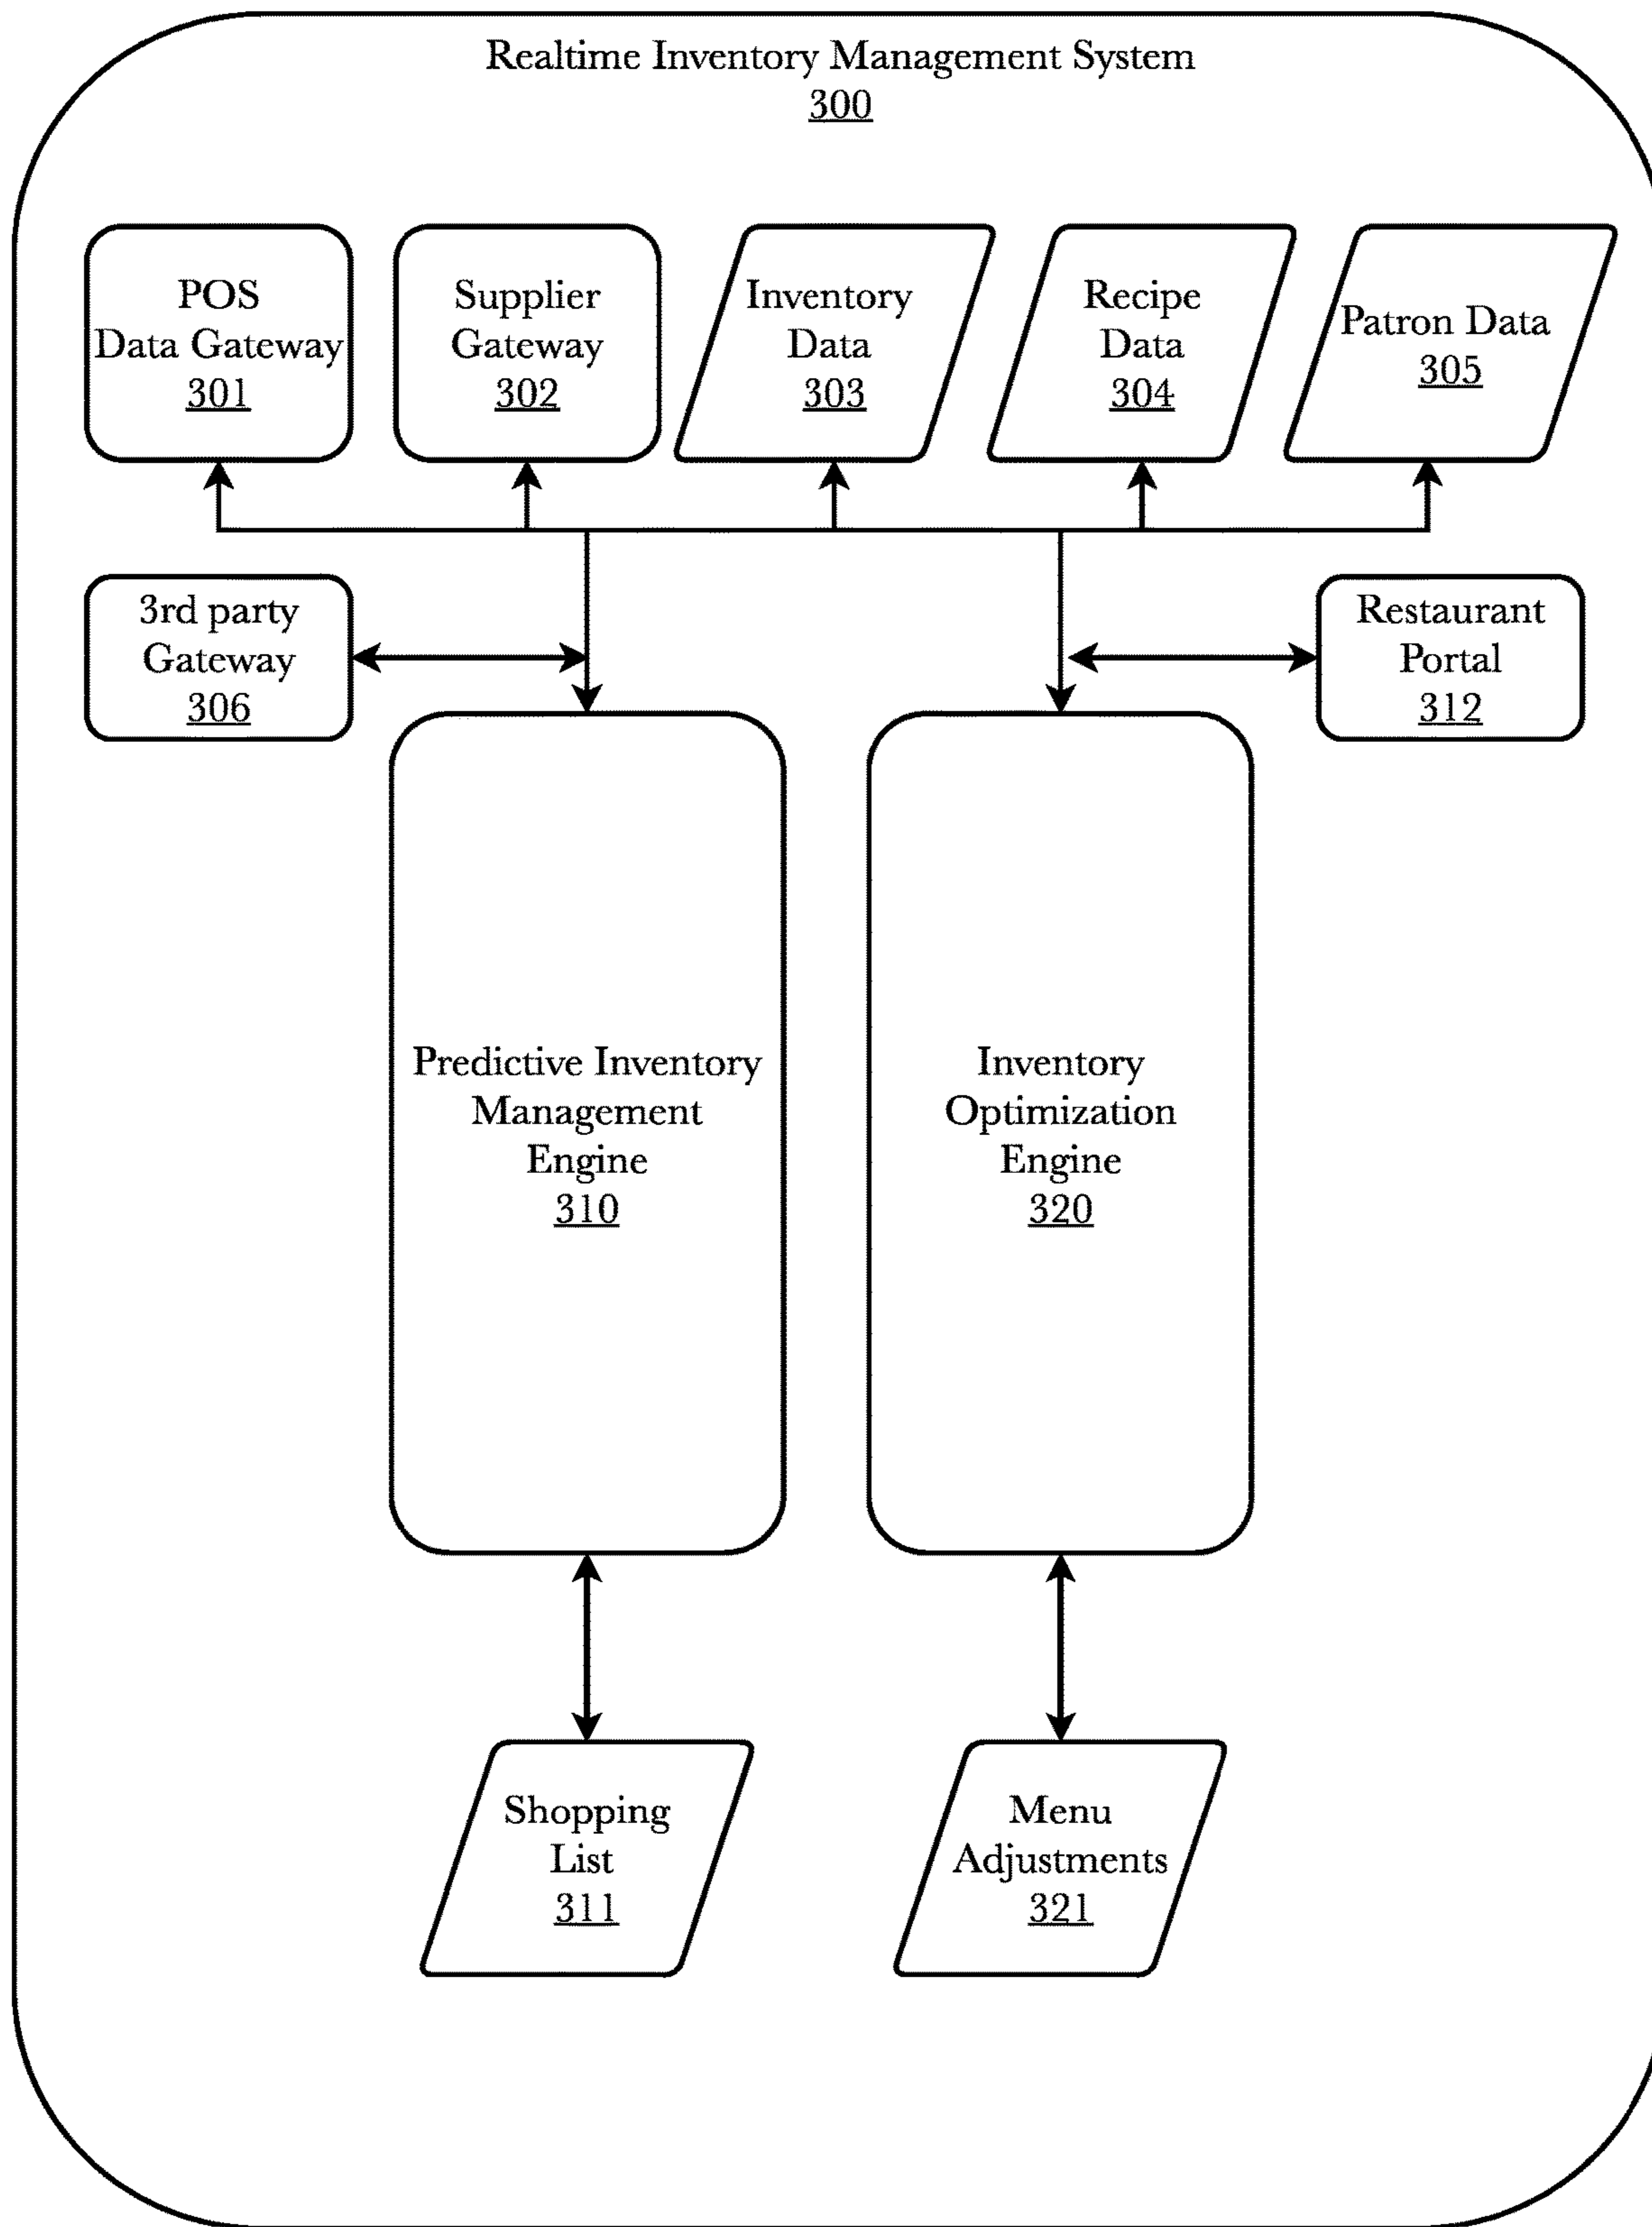 Realtime Inventory Management System
300
POS
Data Gateway
301
Supplier
Gateway
302
Inventory
Data
303
Recipe
Data
304
Patron Data
305
3rd party
Gateway
306
Restaurant
Portal
312
Predictive Inventory
Management
Engine
310
Inventory
Optimization
Engine
320
Shopping
List
311
Menu
Adjustments
321